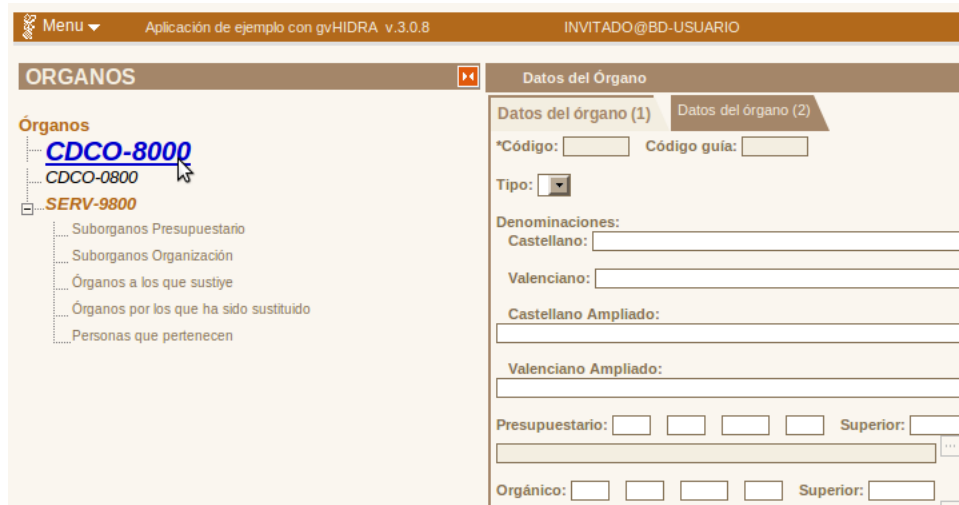 Menu Aplicación de ejemplo con gvHIDRA v.3.0.8 INVITADO@BD-USUARIO
ORGANOS
Órganos
CDCO-8000
CDCO-0800
SERV-9800
Suborganos Presupuestario
Suborganos Organización
Órganos a los que sustiye
Órganos por los que ha sido sustituido
Personas que pertenecen
Datos del Órgano
Datos del órgano (1) Datos del órgano (2)
*Código: Código guía:
Tipo:
Denominaciones:
Castellano:
Valenciano:
Castellano Ampliado:
Valenciano Ampliado:
Presupuestario: Superior:
...
Orgánico: Superior: